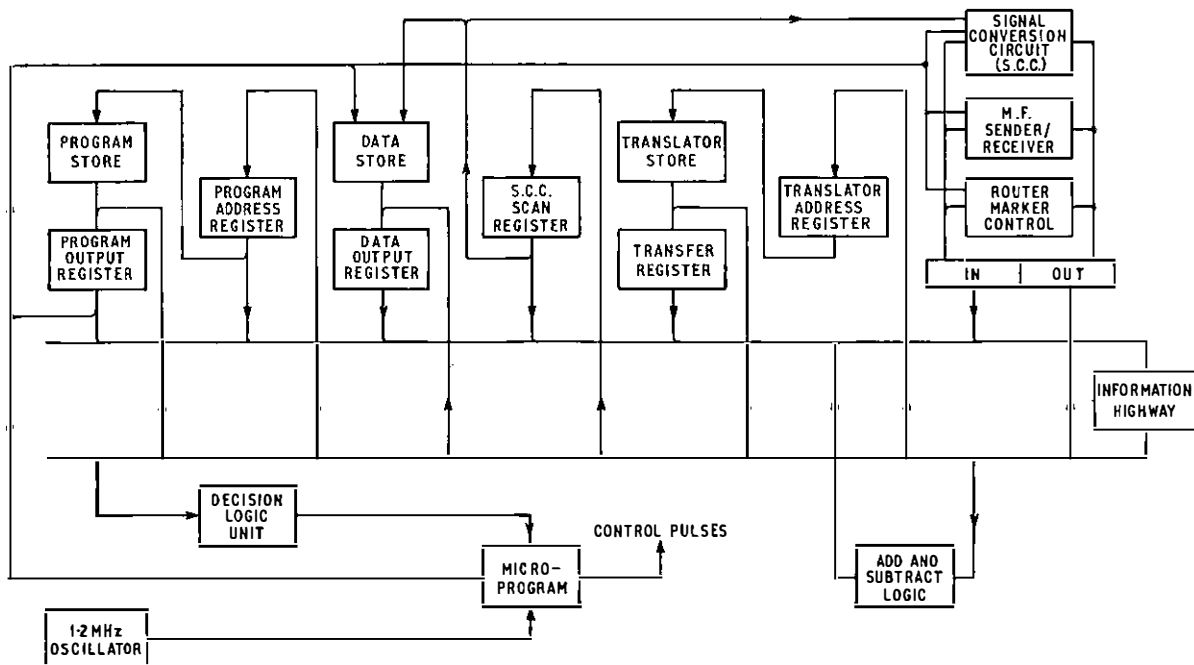 SIGNAL
CONVERSION
CIRCUIT
(S.C.C.)
M.F.
SENDER/
RECEIVER
ROUTER
MARKER
CONTROL
IN
OUT
PROGRAM
STORE
PROGRAM
ADDRESS
REGISTER
PROGRAM
OUTPUT
REGISTER
DATA
STORE
DATA
OUTPUT
REGISTER
S.C.C.
SCAN
REGISTER
TRANSLATOR
STORE
TRANSFER
REGISTER
TRANSLATOR
ADDRESS
REGISTER
INFORMATION
HIGHWAY
DECISION
LOGIC
UNIT
CONTROL PULSES
MICRO-
PROGRAM
ADD ANO
SUBTRACT
LOGIC
1·2 MHz
OSCILLATOR